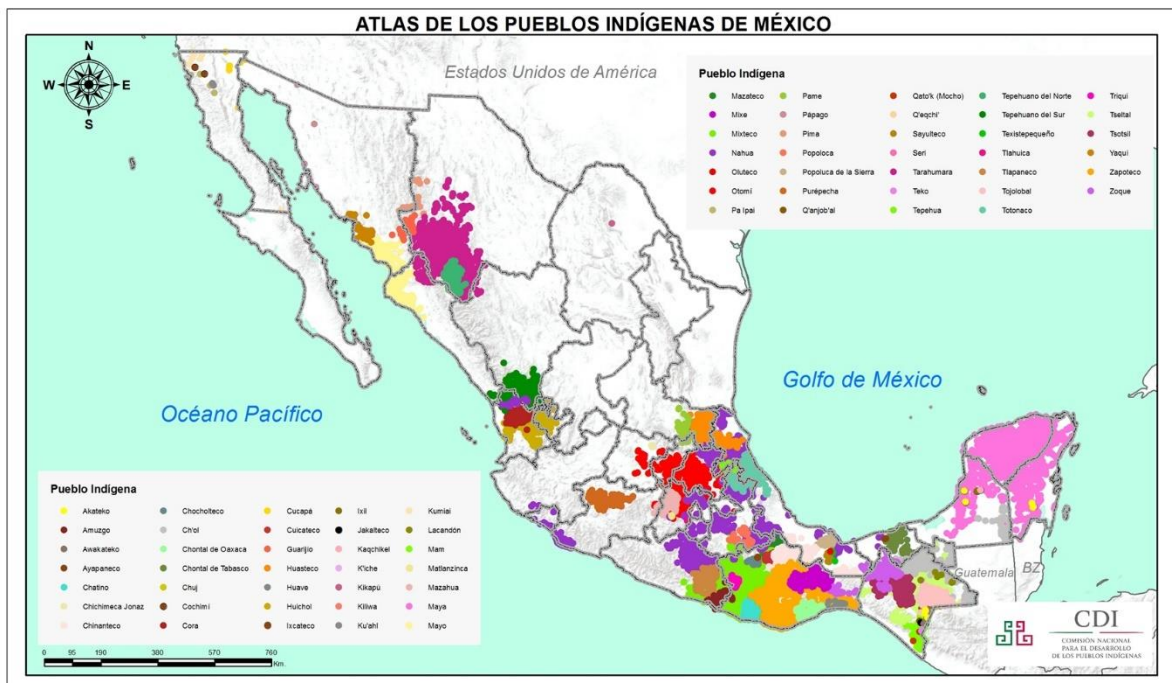 ATLAS DE LOS PUEBLOS INDÍGENAS DE MÉXICO
N
W
E
S
Estados Unidos de América
Pueblo Indígena
Mazateco
Mixe
Mixteco
Nahua
Oluteco
Otomí
Pa Ipai
Pame
Pápago
Pima
Popoloca
Popoluca de la Sierra
Purépecha
Q'anjob'al
Qato'k (Mocho)
Q'eqchi'
Sayulteco
Seri
Tarahumara
Teko
Tepehua
Tepehuano del Norte
Tepehuano del Sur
Texistepequeño
Tlahuica
Tlapaneco
Tojolobal
Totonaco
Triqui
Tseltal
Tsotsil
Yaqui
Zapoteco
Zoque
Océano Pacífico
Golfo de México
Guatemala
BZ
Pueblo Indígena
Akateko
Amuzgo
Awakateko
Ayapaneco
Chatino
Chichimeca Jonaz
Chinanteco
Chocholteco
Ch'ol
Chontal de Oaxaca
Chontal de Tabasco
Chuj
Cochimí
Cora
Cucapá
Cuicateco
Guarijío
Huasteco
Huave
Huichol
Ixcateco
Ixil
Jakalteco
Kaqchikel
K'iche
Kikapú
Kiliwa
Ku'ahl
Kumiai
Lacandón
Mam
Matlanzinca
Mazahua
Maya
Mayo
0 95 190 380 570 760
Km.
CDI
COMISIÓN NACIONAL
PARA EL DESARROLLO
DE LOS PUEBLOS INDÍGENAS